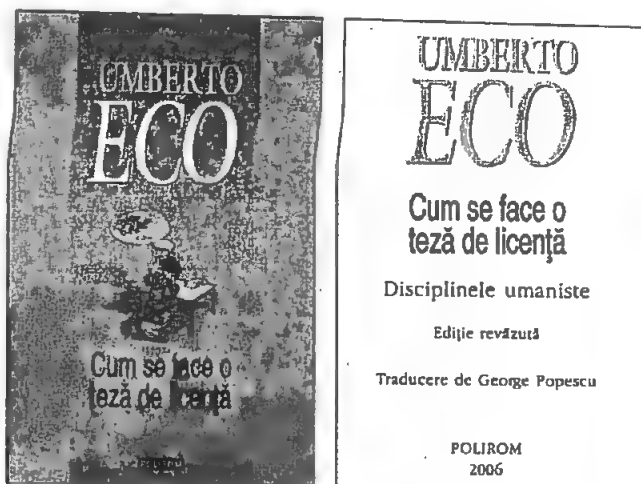 UMBERTO
ECO
Cum se face o
teză de licență
POLIROM
UMBERTO
ECO
Cum se face o
teză de licență
Disciplinele umaniste
Ediție revăzută
Traducere de George Popescu
POLIROM
2006